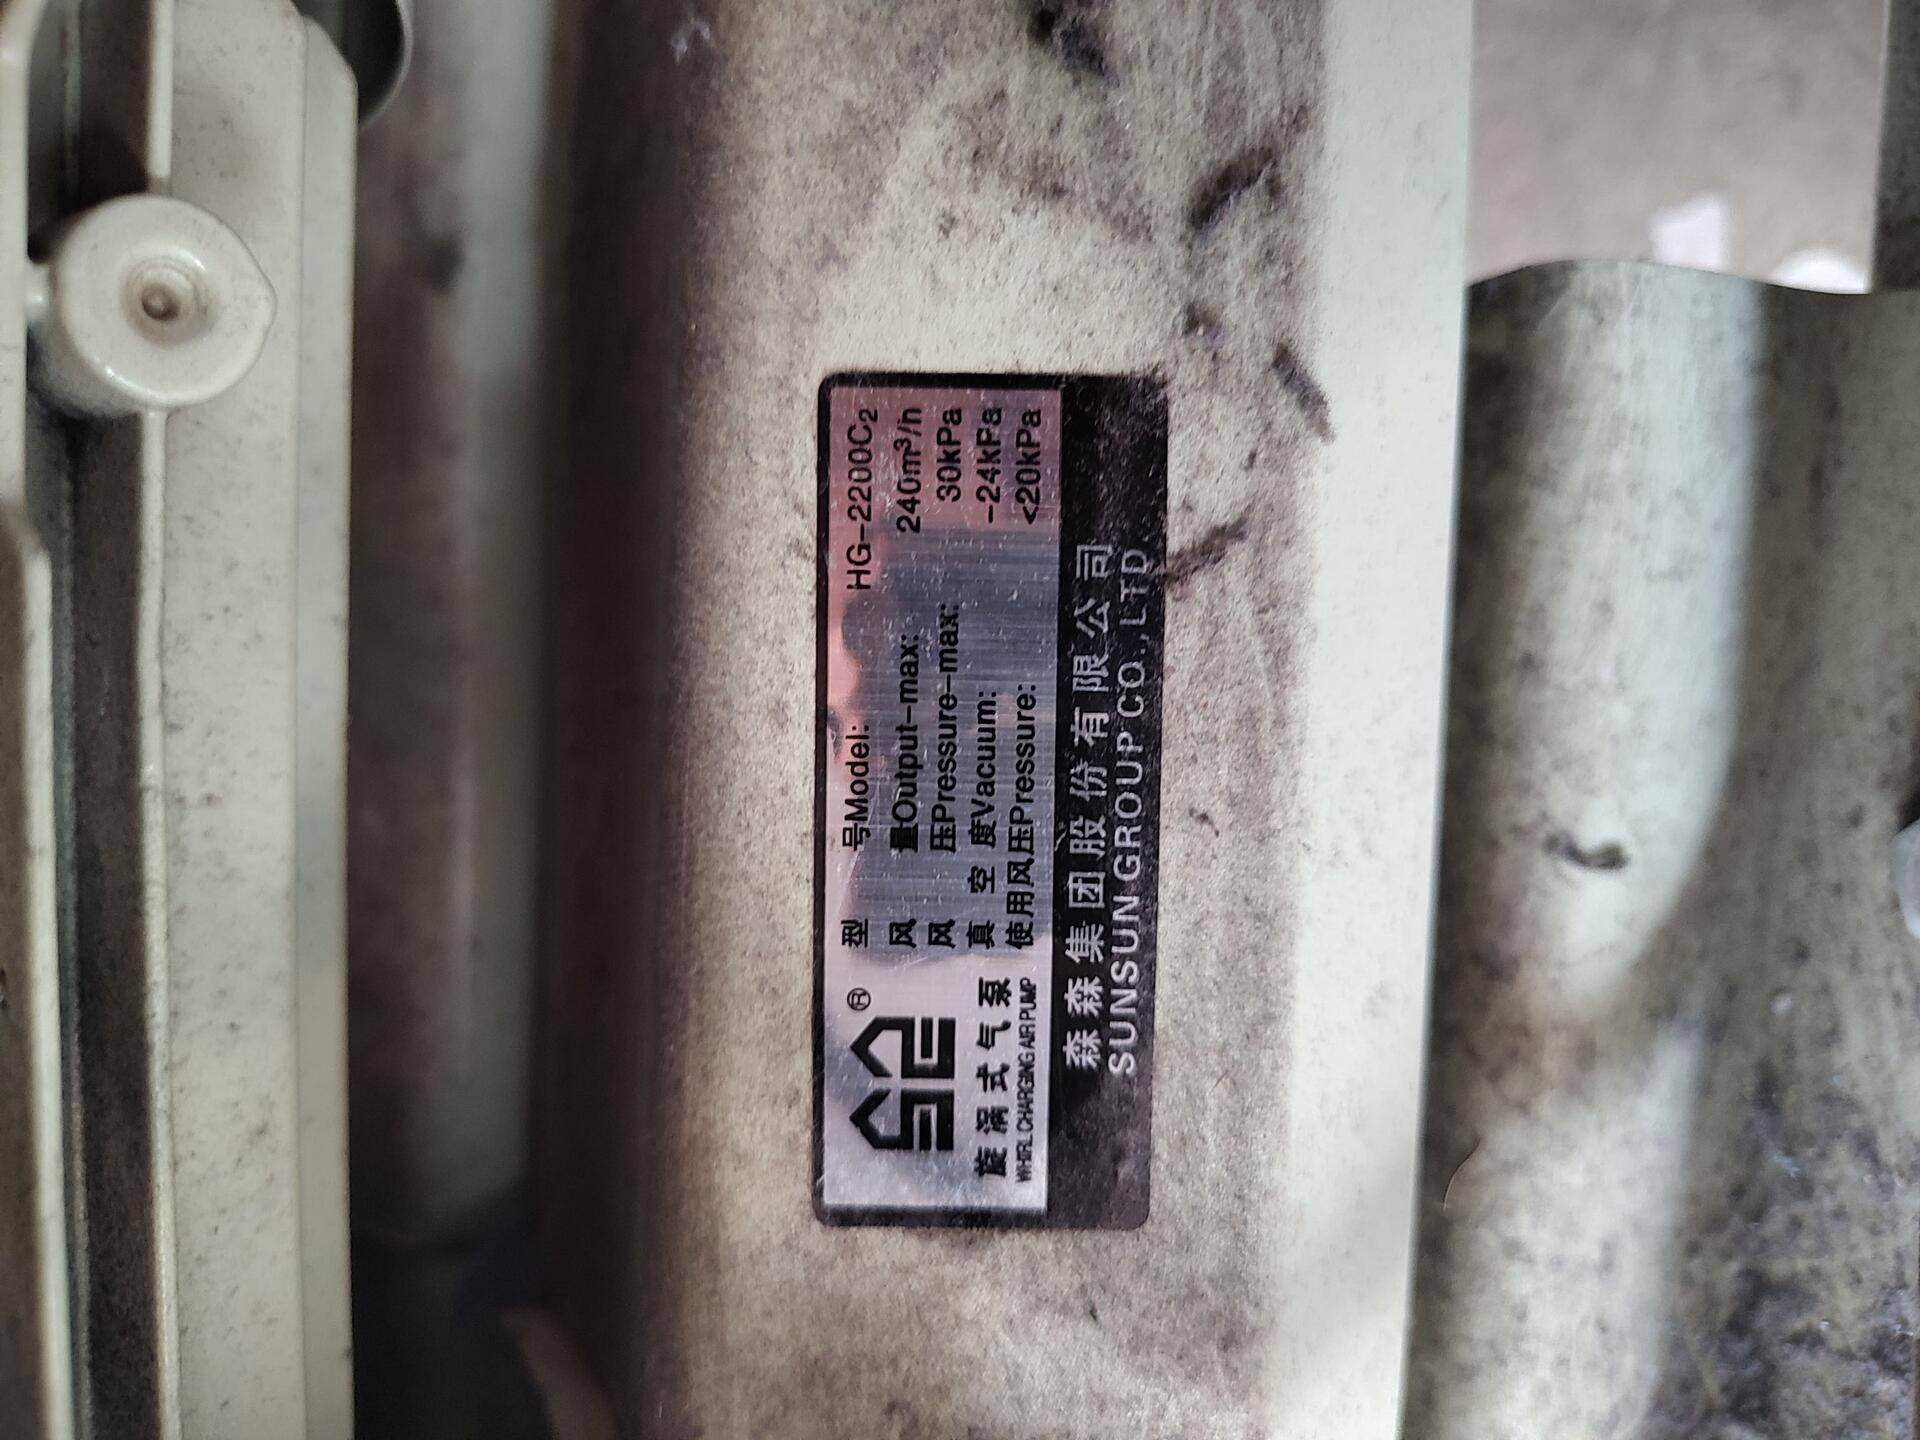 ®
旋涡式气泵
WHIRL CHARGING AIR PUMP
型 号Model: HG-2200C₂
风 量Output-max: 240m³/h
风 压Pressure-max: 30kPa
真 空 度Vacuum: -24kPa
使用风压Pressure: <20kPa
森森集团股份有限公司
SUNSUN GROUP CO.,LTD